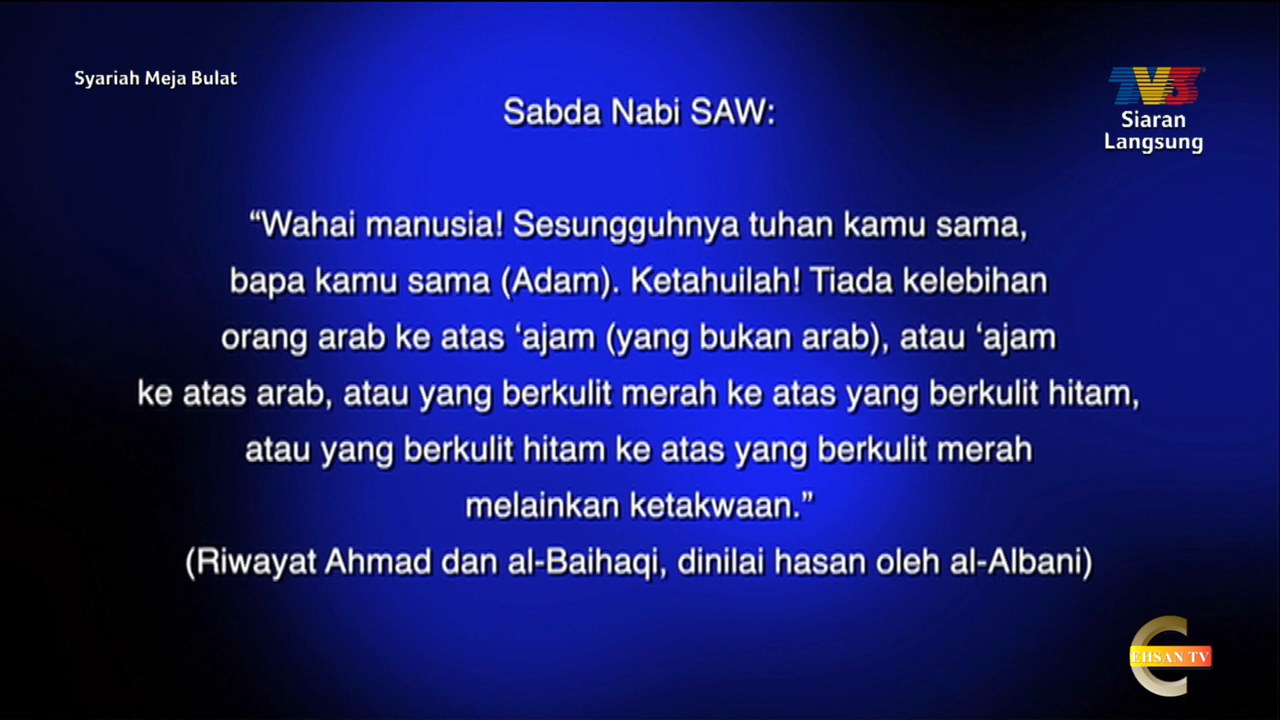 Syariah Meja Bulat
TV3
Siaran
Langsung
Sabda Nabi SAW:
“Wahai manusia! Sesungguhnya tuhan kamu sama,
bapa kamu sama (Adam). Ketahuilah! Tiada kelebihan
orang arab ke atas ‘ajam (yang bukan arab), atau ‘ajam
ke atas arab, atau yang berkulit merah ke atas yang berkulit hitam,
atau yang berkulit hitam ke atas yang berkulit merah
melainkan ketakwaan.”
(Riwayat Ahmad dan al-Baihaqi, dinilai hasan oleh al-Albani)
EHSAN TV